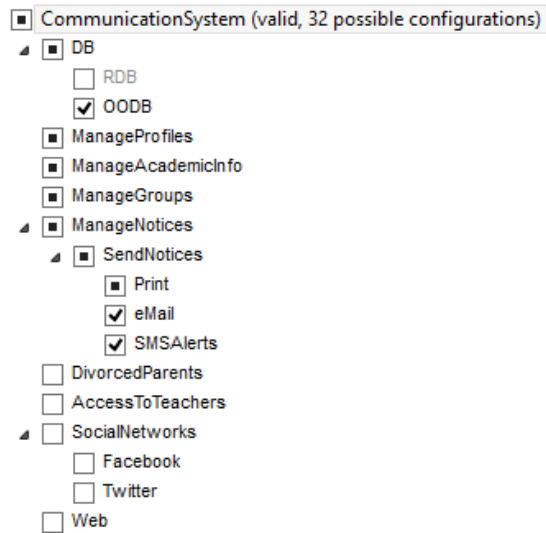 CommunicationSystem (valid, 32 possible configurations)
DB
RDB
OODB
ManageProfiles
ManageAcademicInfo
ManageGroups
ManageNotices
SendNotices
Print
eMail
SMSAlerts
DivorcedParents
AccessToTeachers
SocialNetworks
Facebook
Twitter
Web